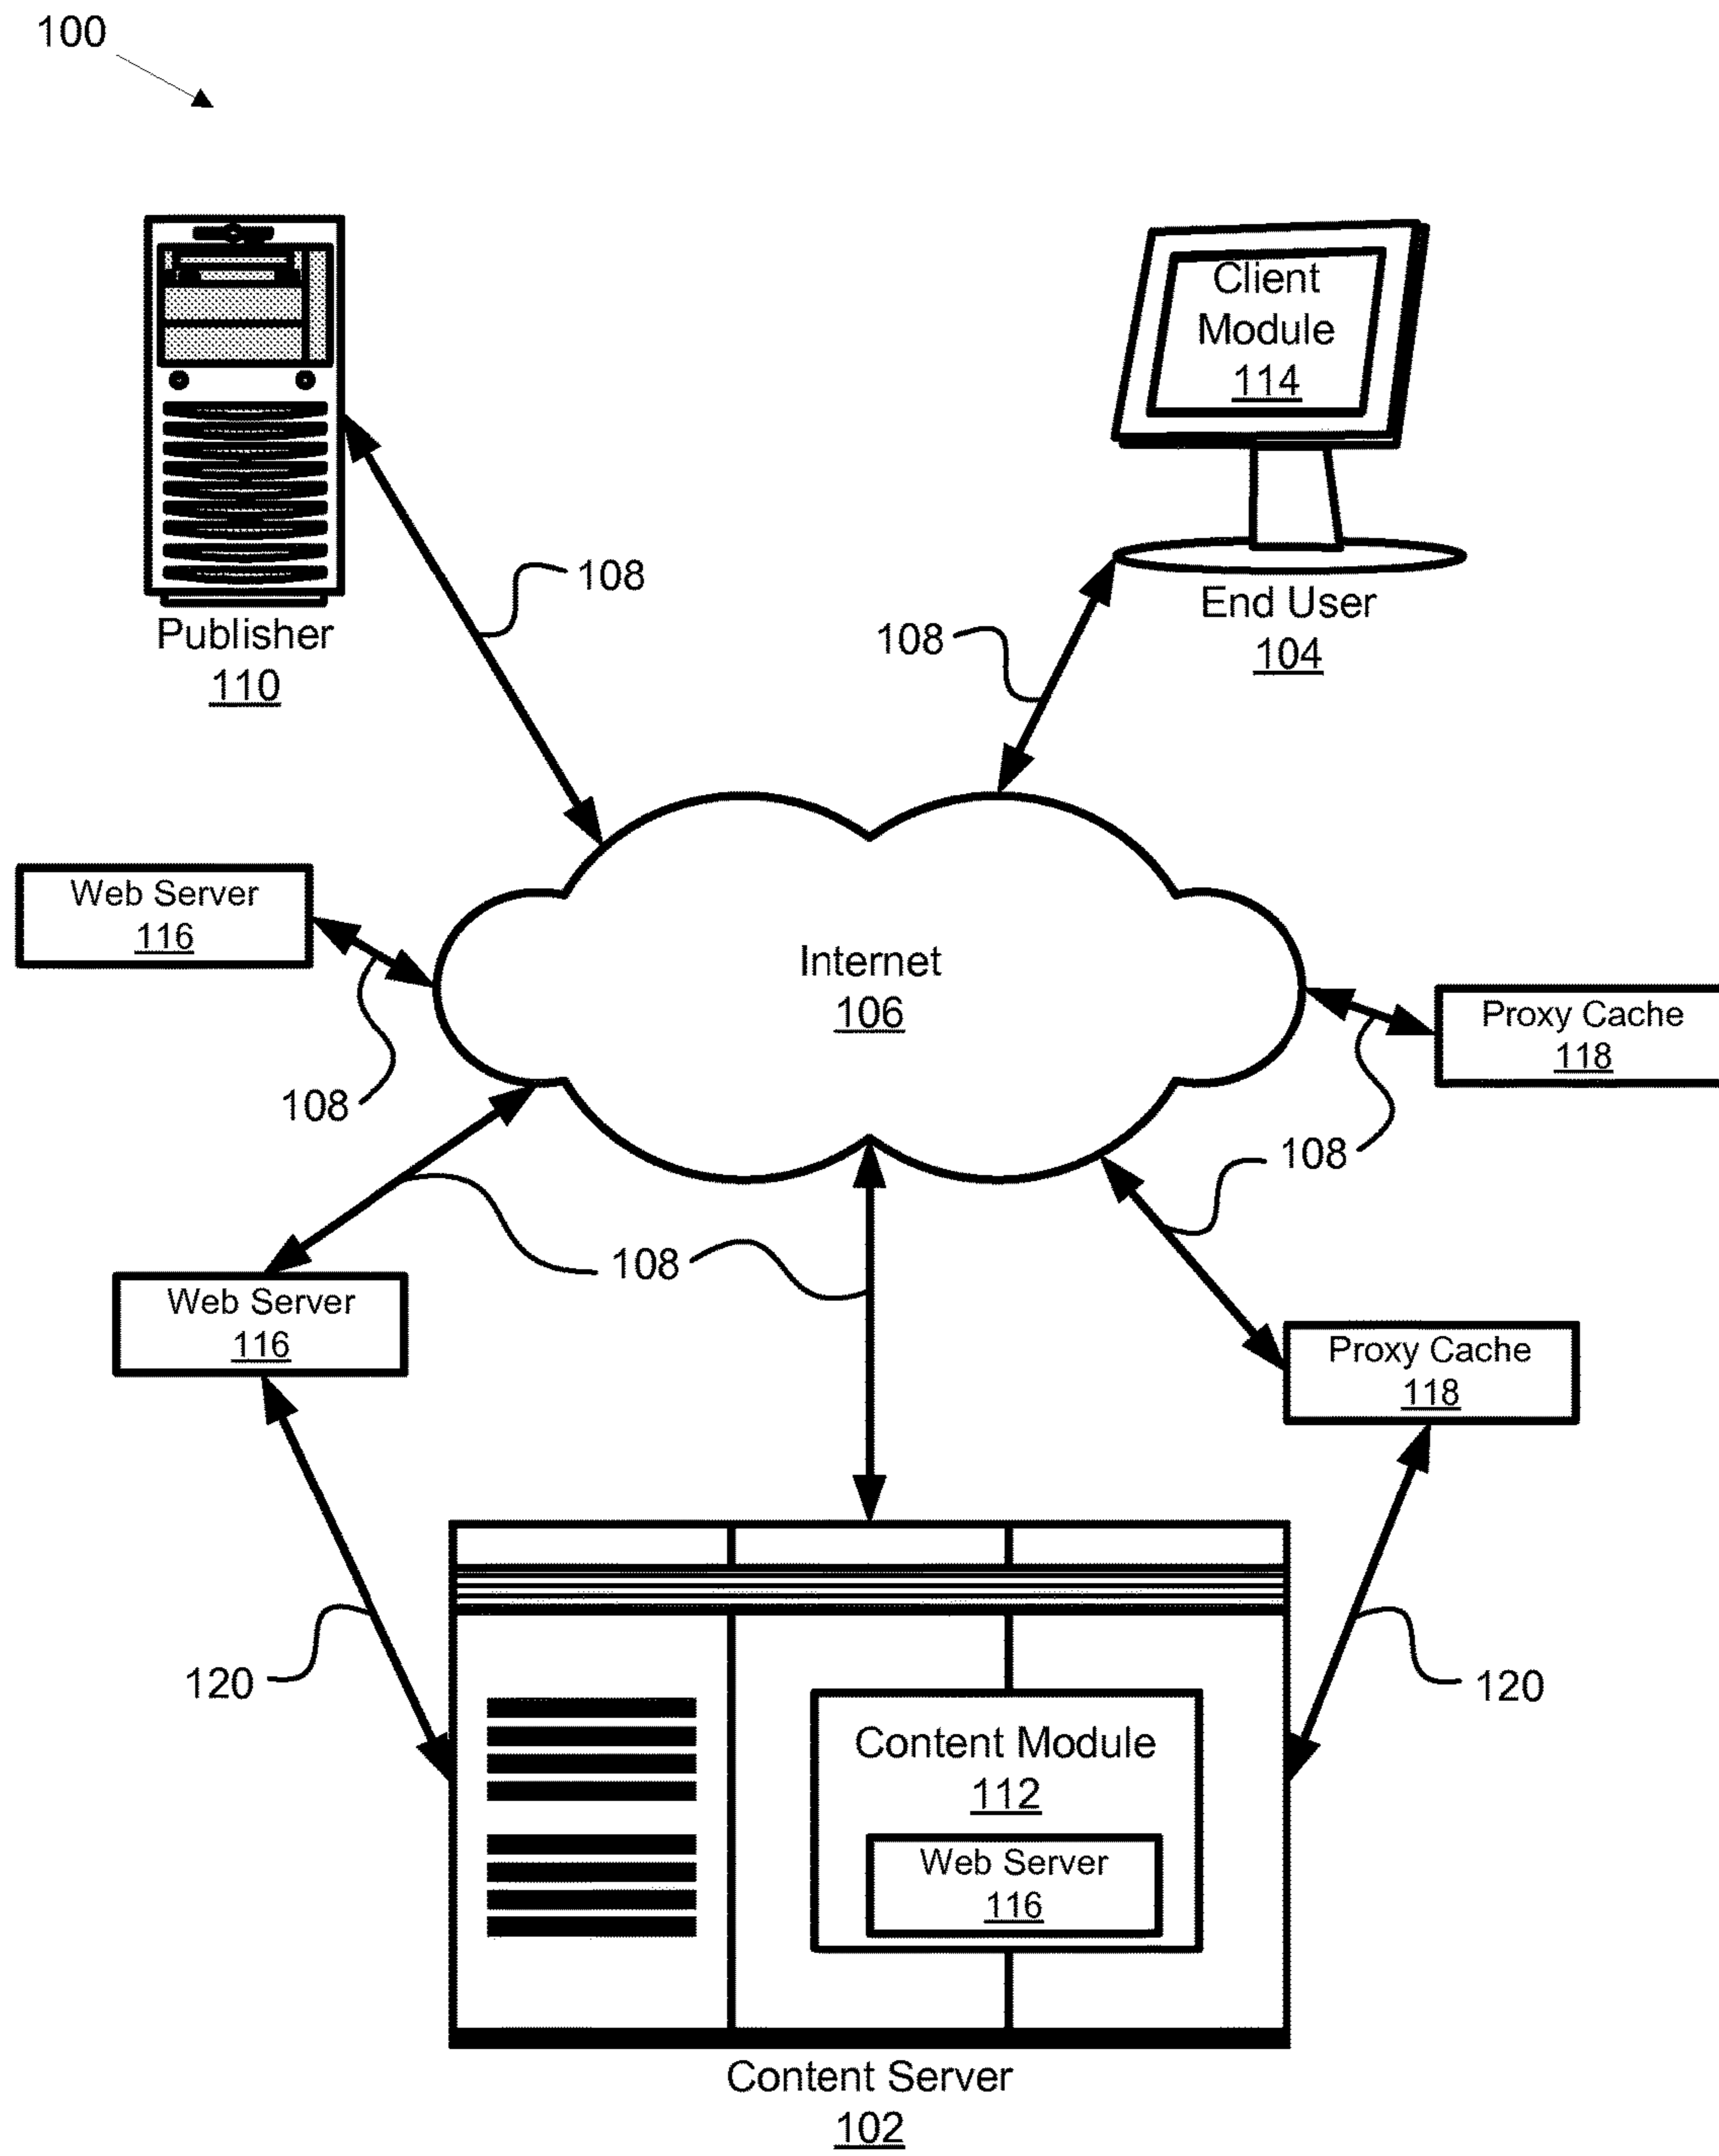 100
Client
Module
114
108
Publisher
110
End User
104
108
Web Server
116
Internet
106
Proxy Cache
118
108
108
108
Web Server
116
Proxy Cache
118
120
120
Content Module
112
Web Server
116
Content Server
102